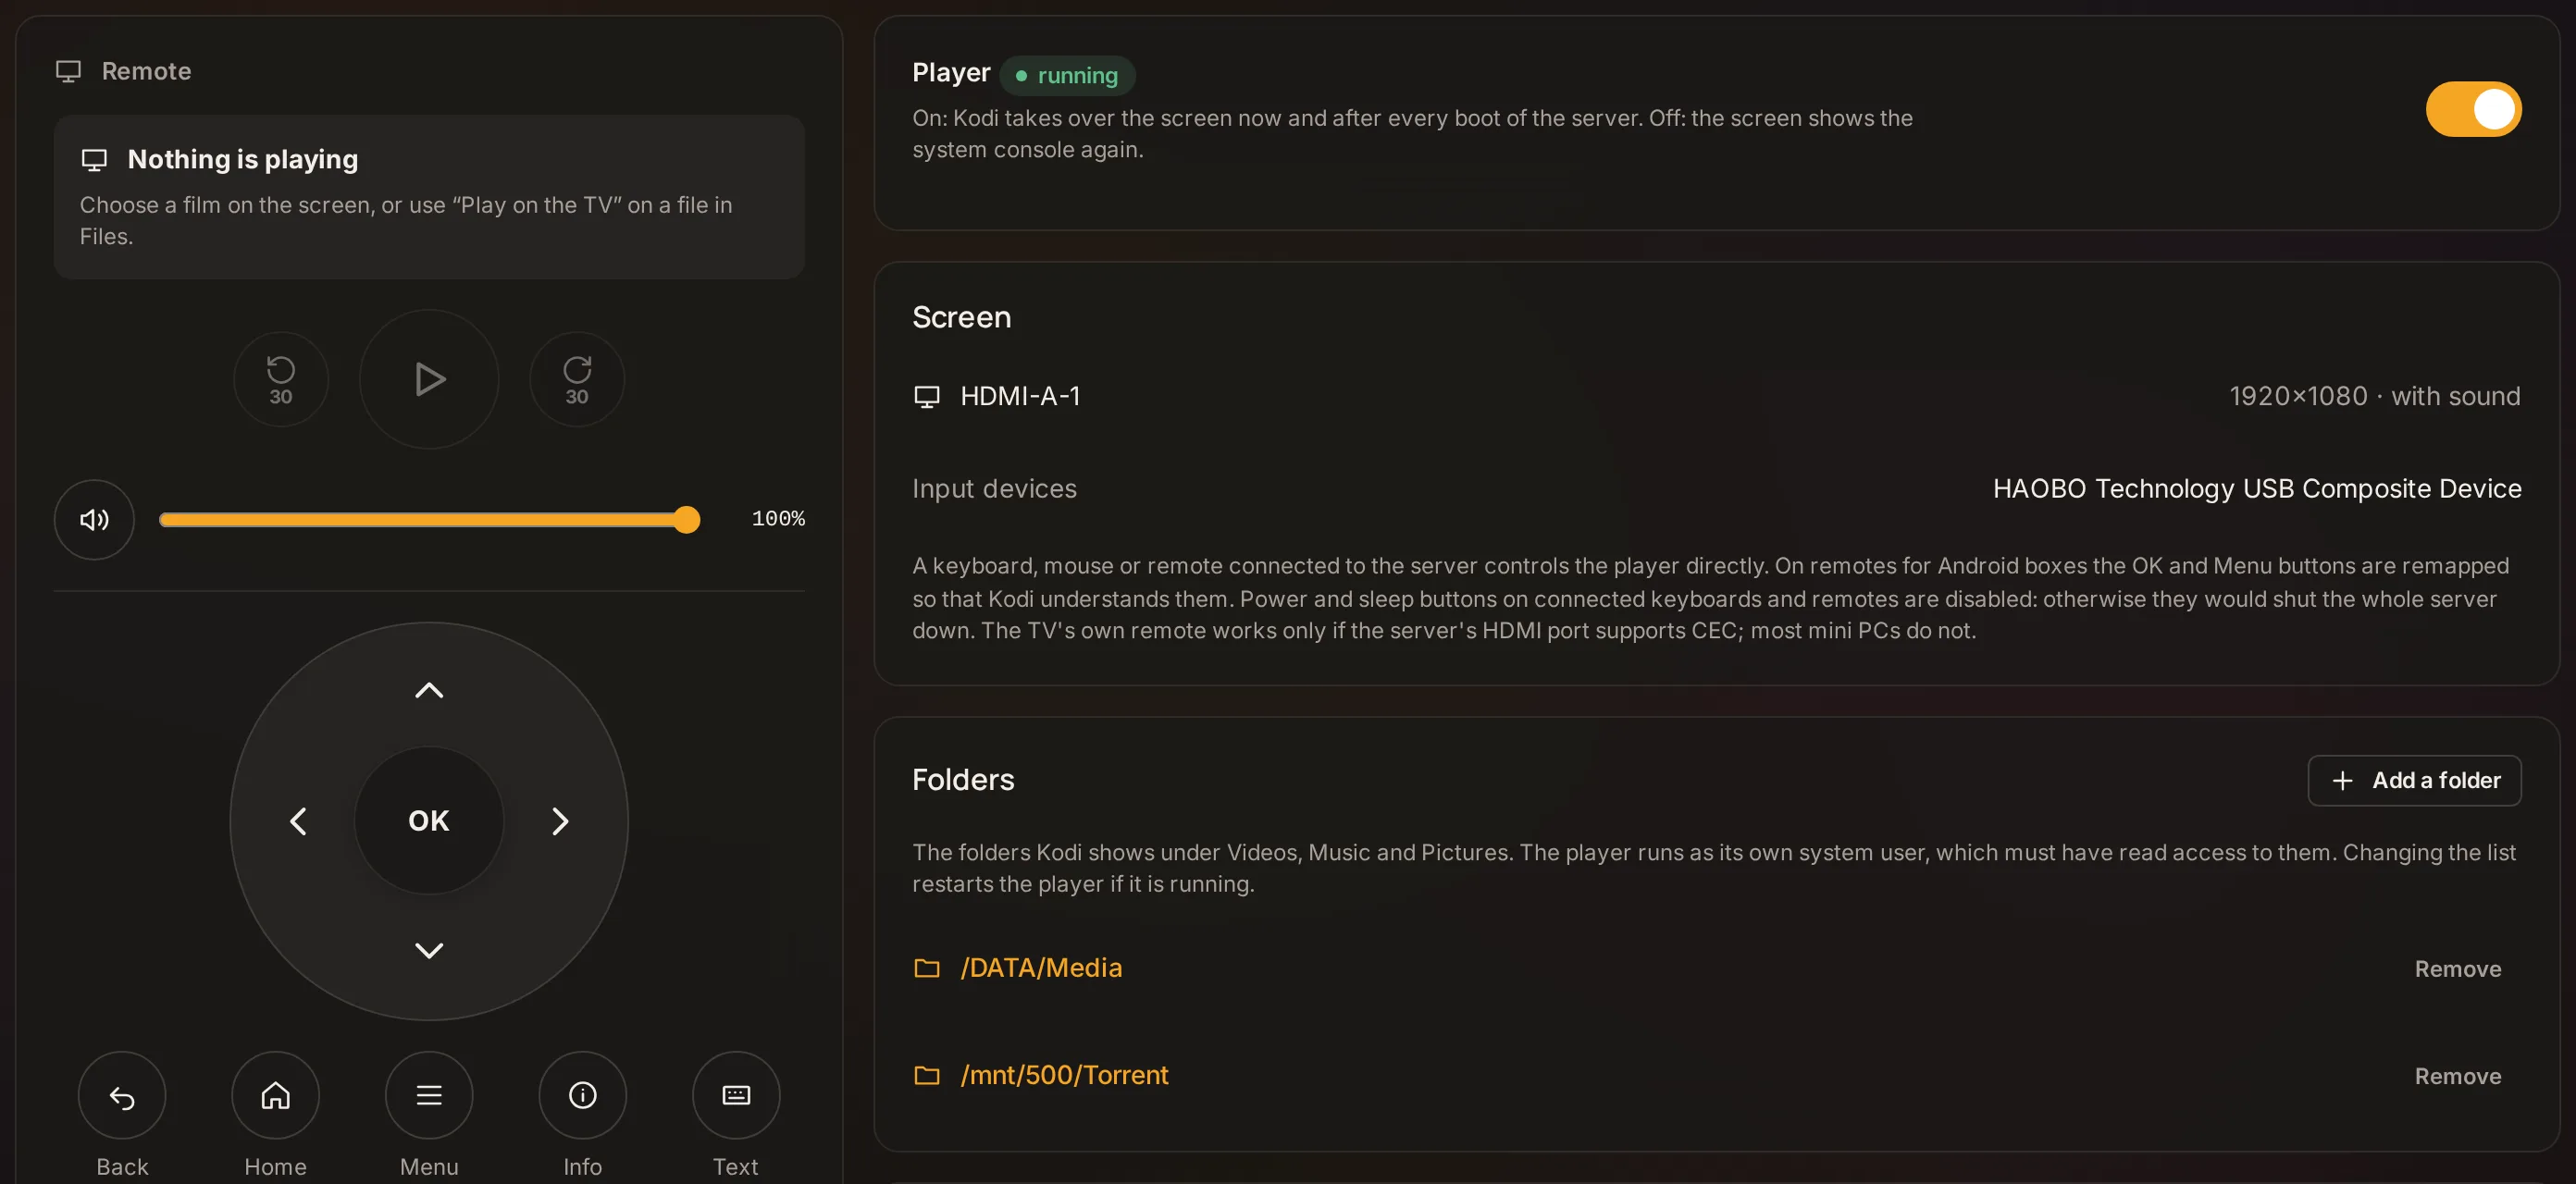 Remote
Nothing is playing
Choose a film on the screen, or use “Play on the TV” on a file in
Files.
30
30
100%
OK
Back
Home
Menu
Info
Text
Player
running
On: Kodi takes over the screen now and after every boot of the server. Off: the screen shows the
system console again.
Screen
HDMI-A-1
1920×1080 · with sound
Input devices
HAOBO Technology USB Composite Device
A keyboard, mouse or remote connected to the server controls the player directly. On remotes for Android boxes the OK and Menu buttons are remapped
so that Kodi understands them. Power and sleep buttons on connected keyboards and remotes are disabled: otherwise they would shut the whole server
down. The TV's own remote works only if the server's HDMI port supports CEC; most mini PCs do not.
Folders
Add a folder
The folders Kodi shows under Videos, Music and Pictures. The player runs as its own system user, which must have read access to them. Changing the list
restarts the player if it is running.
/DATA/Media
Remove
/mnt/500/Torrent
Remove